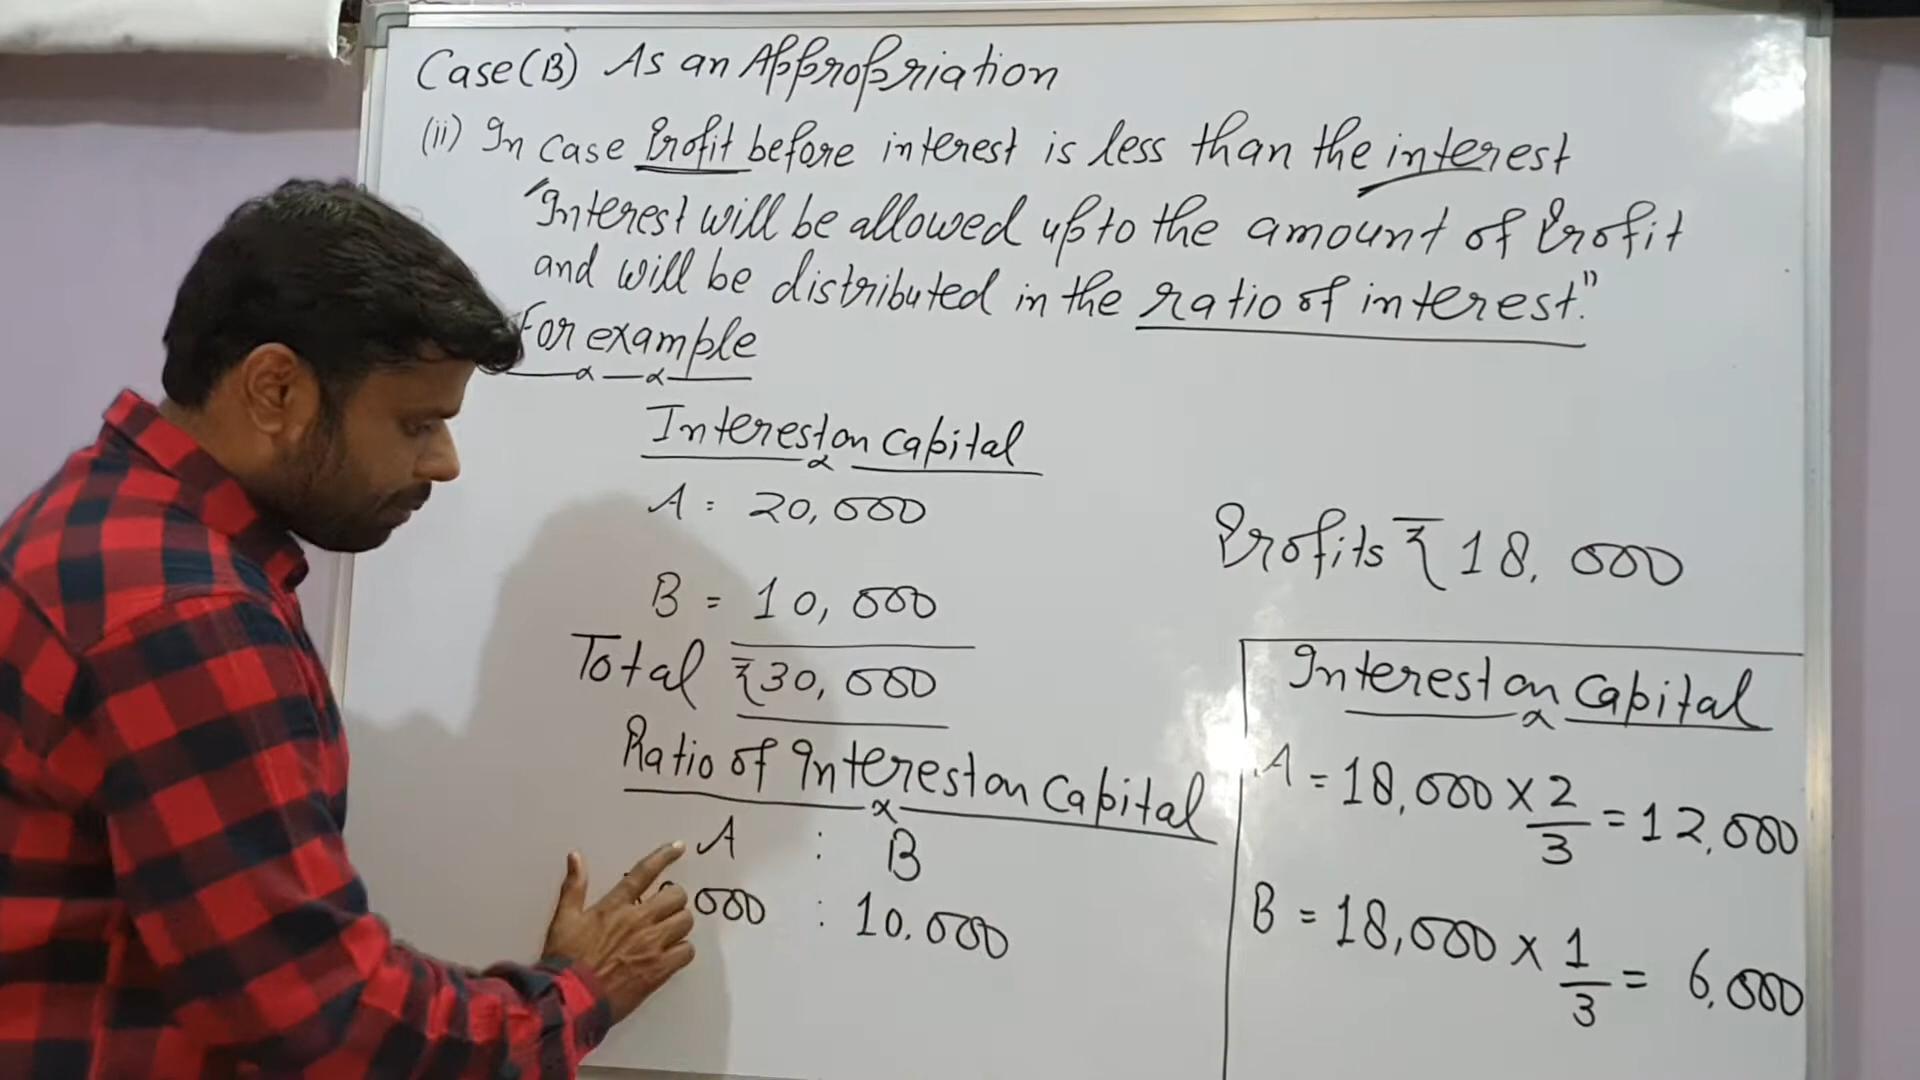 Case (B) As an Appropriation
(ii) In case Profit before interest is less than the interest
"Interest will be allowed upto the amount of Profit
and will be distributed in the ratio of interest."
For example
Interest on Capital
A = 20,000
B = 10,000
Total ₹30,000
Ratio of Interest on Capital
A : B
000 : 10,000
Profits ₹18,000
Interest on Capital
A = 18,000 × 2/3 = 12,000
B = 18,000 × 1/3 = 6,000